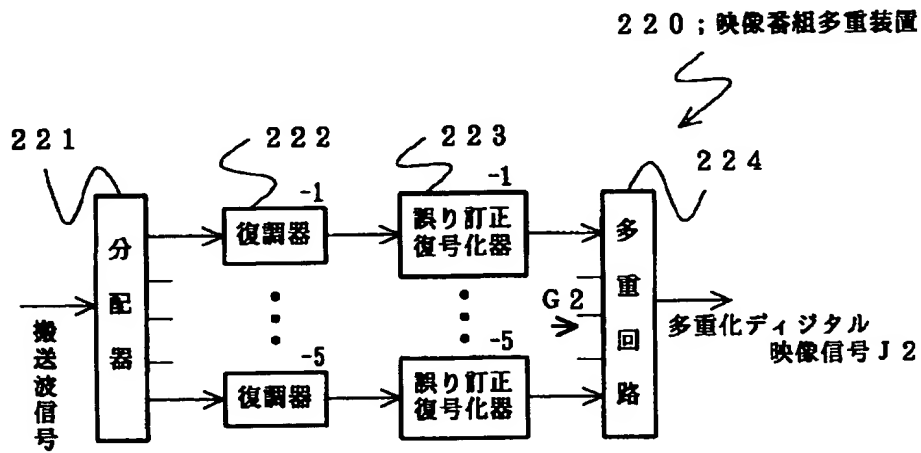 220;映像番組多重装置
221
222
223
224
-1
-1
分配器
復調器
誤り訂正
復号化器
多重回路
G2
搬送波信号
多重化ディジタル
映像信号J2
-5
-5
復調器
誤り訂正
復号化器